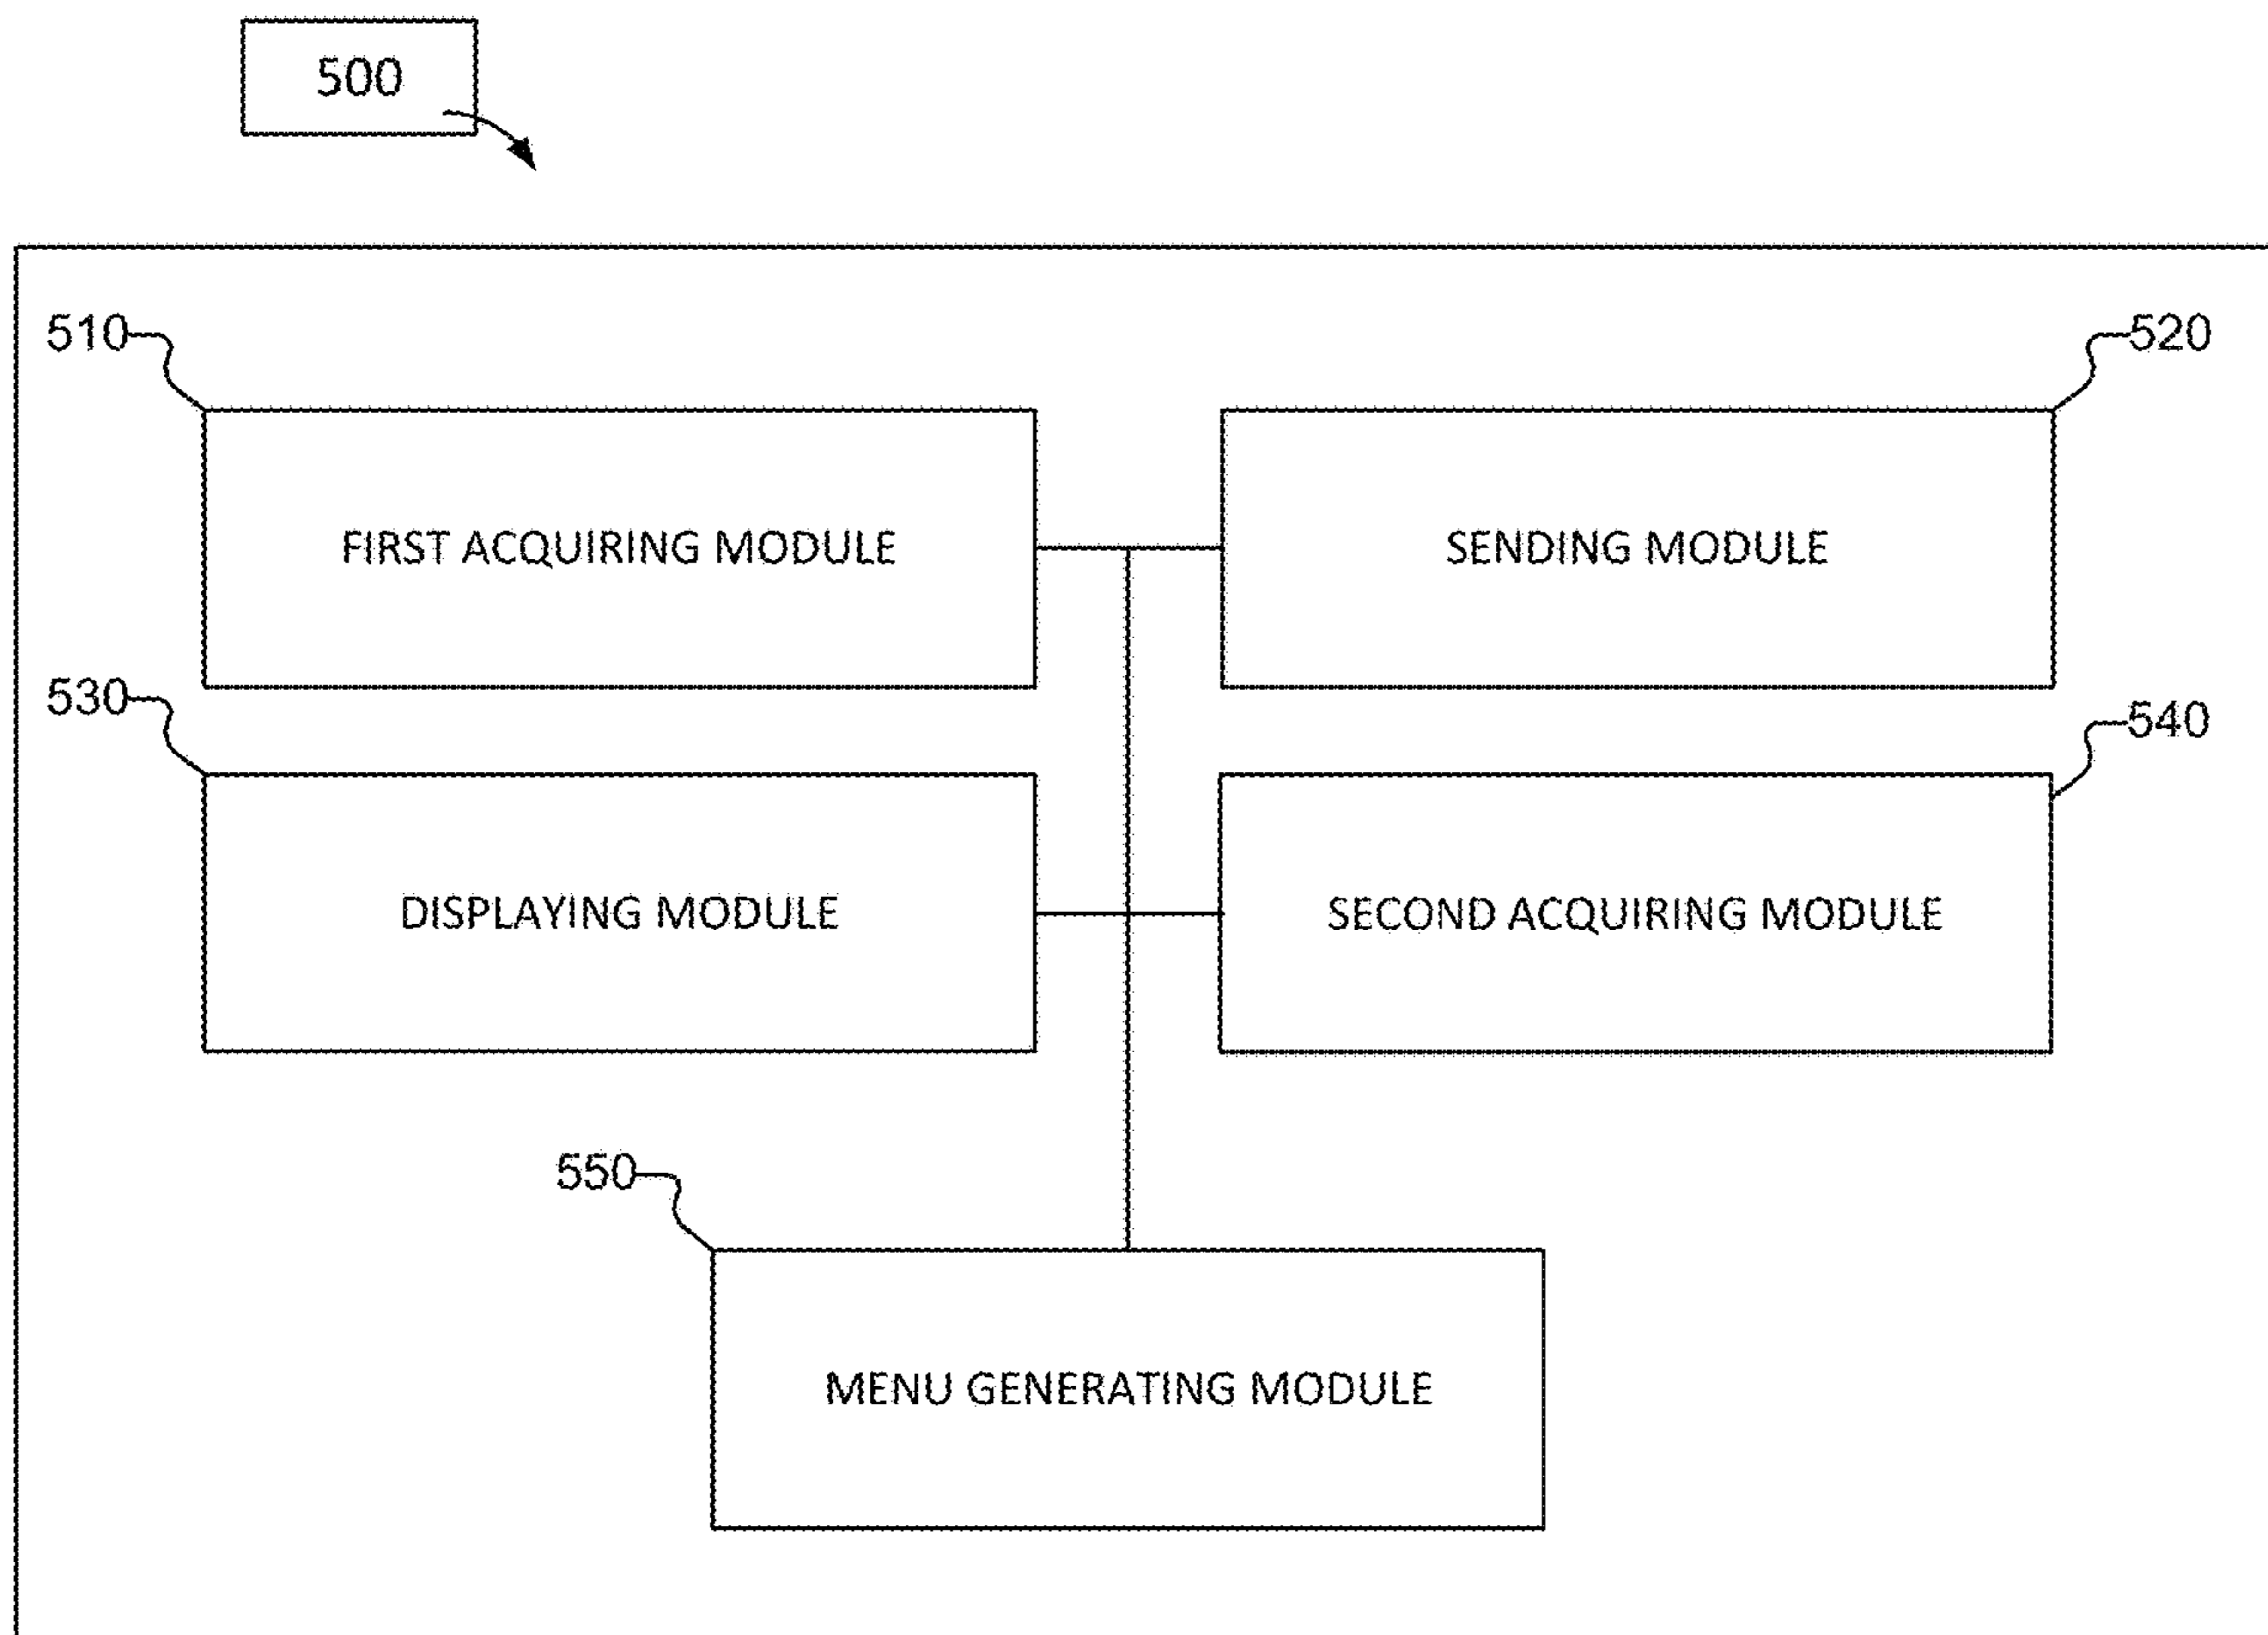 500
510
520
FIRST ACQUIRING MODULE
SENDING MODULE
530
540
DISPLAYING MODULE
SECOND ACQUIRING MODULE
550
MENU GENERATING MODULE